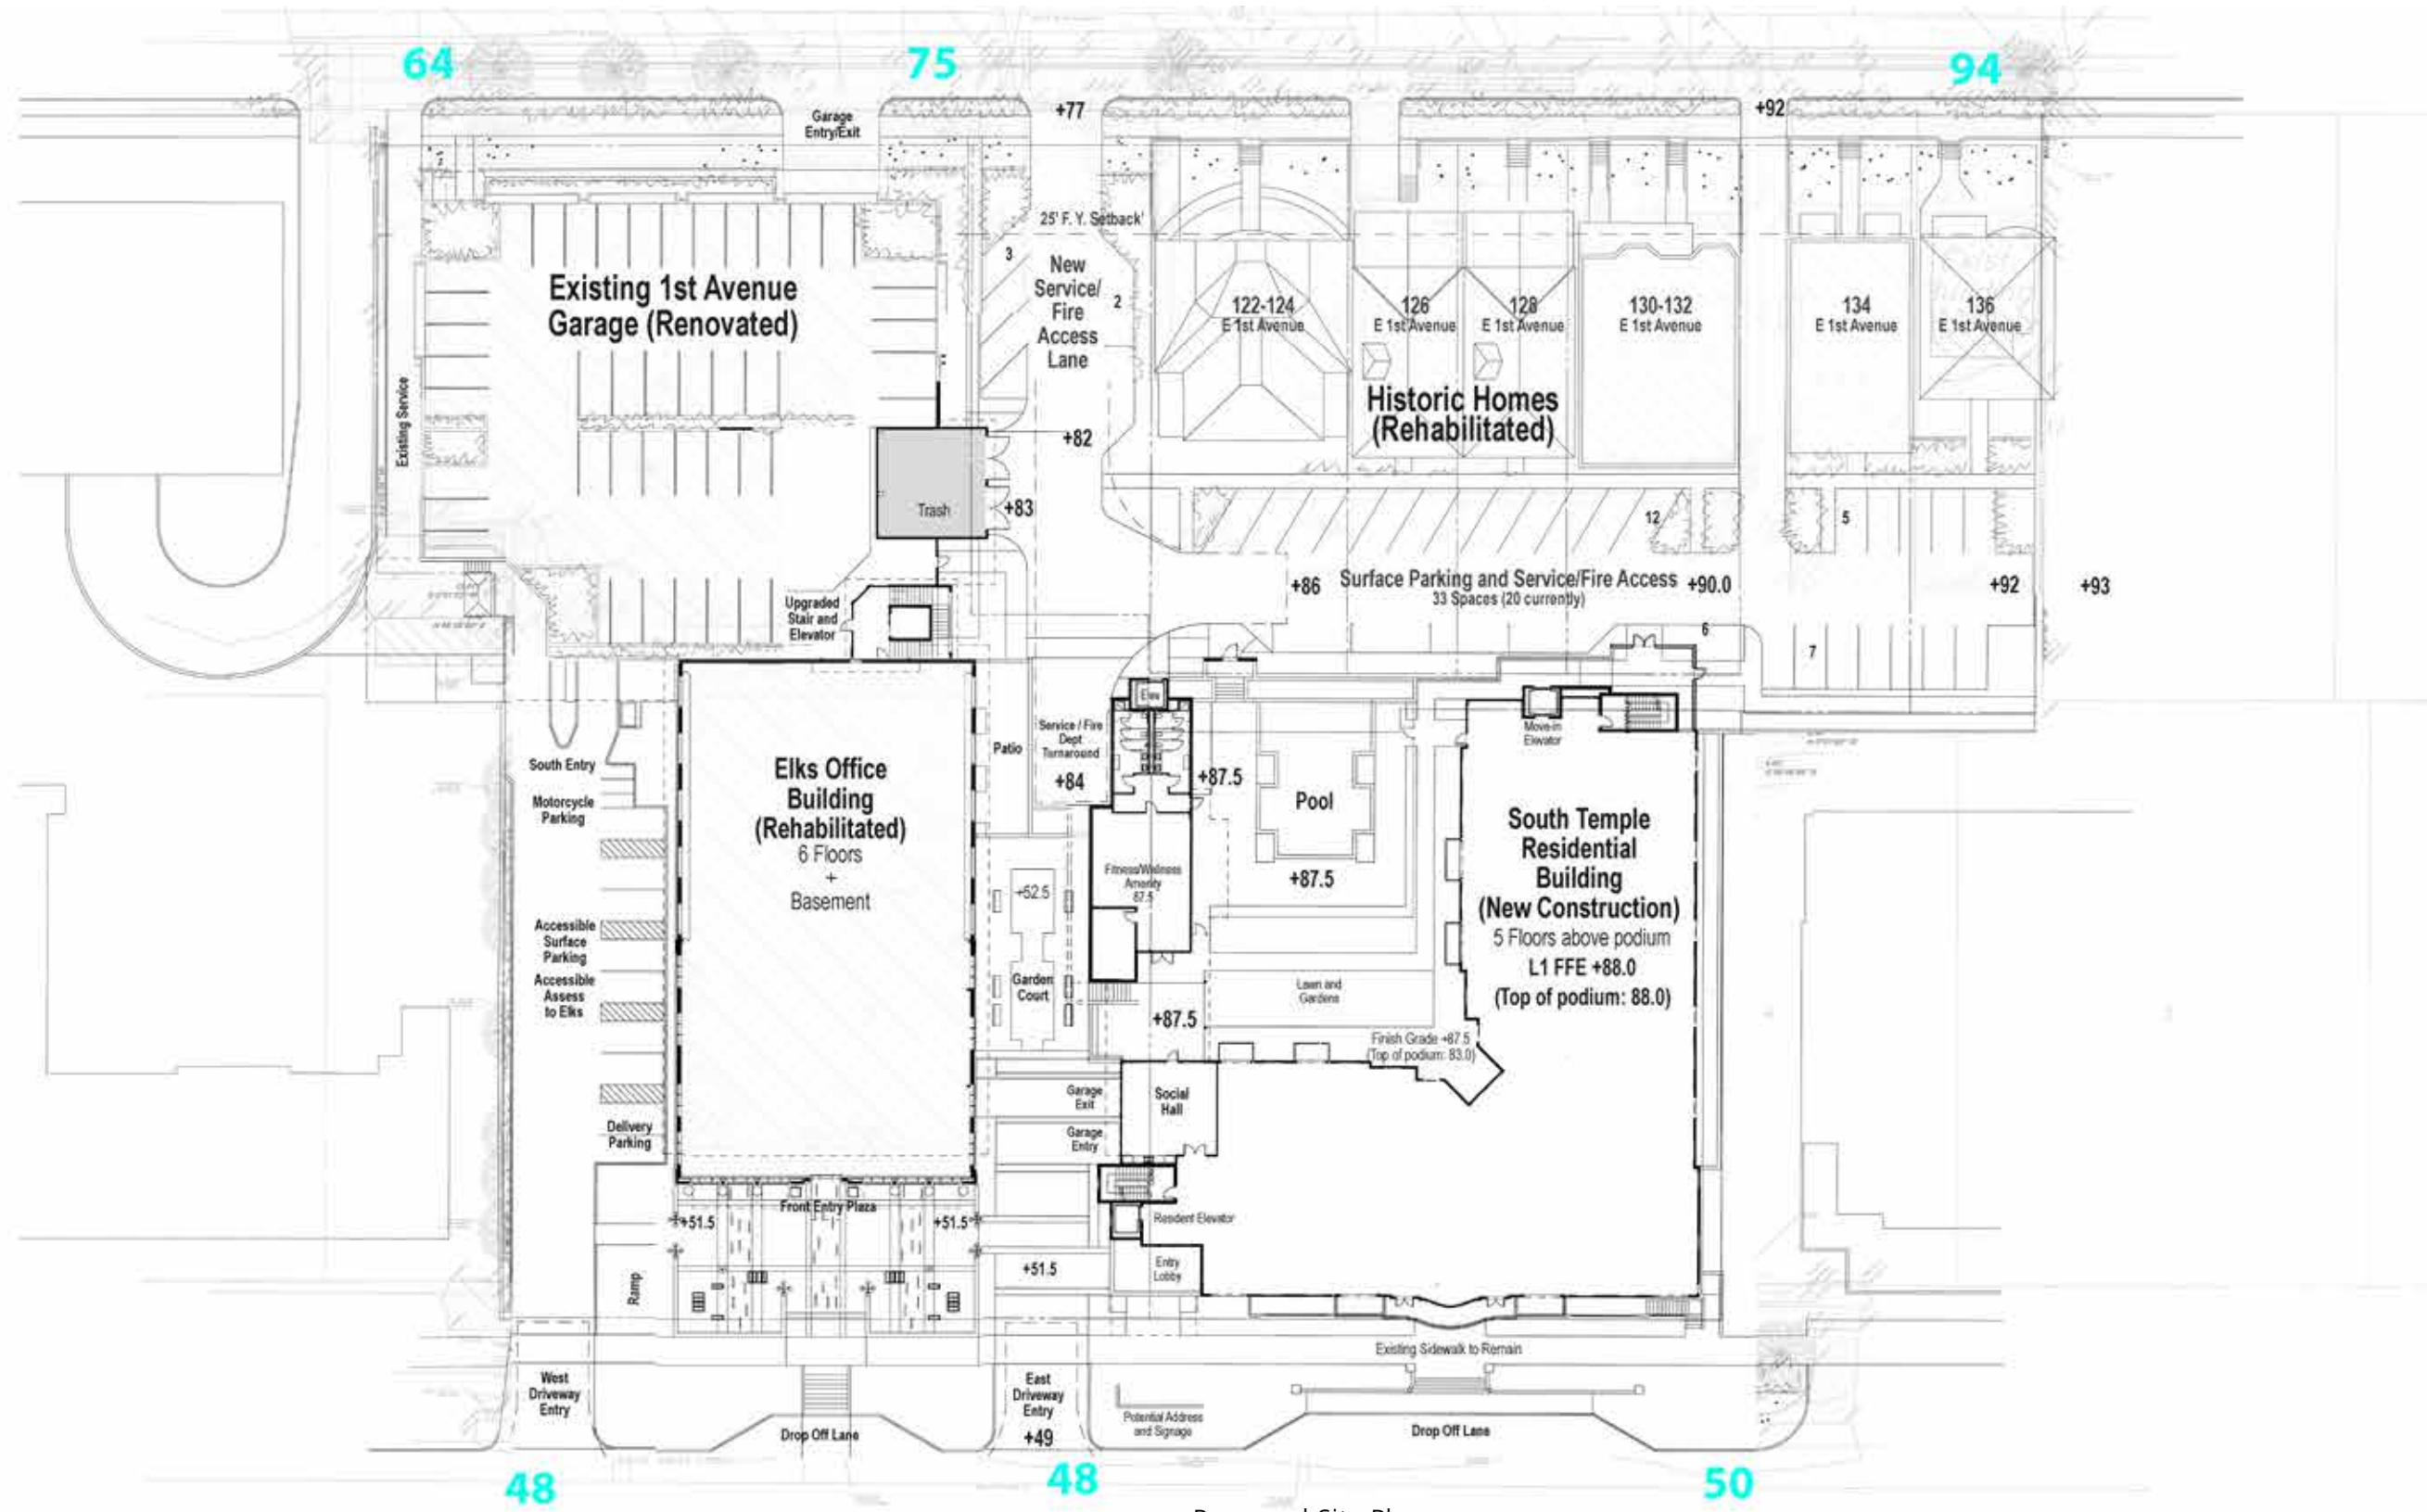 64
75
94
+77
+92
Garage
Entry/Exit
25' F. Y. Setback'
3
New
Service/
Fire
Access
Lane
2
Existing 1st Avenue
Garage (Renovated)
122-124
E 1st Avenue
126
E 1st Avenue
128
E 1st Avenue
130-132
E 1st Avenue
134
E 1st Avenue
136
E 1st Avenue
Historic Homes
(Rehabilitated)
Existing Service
+82
Trash
+83
12
5
+86
Surface Parking and Service/Fire Access
33 Spaces (20 currently)
+90.0
+92
+93
Upgraded
Stair and
Elevator
6
7
Elev
Move-in
Elevator
South Entry
Motorcycle
Parking
Elks Office
Building
(Rehabilitated)
6 Floors
+
Basement
Patio
Service / Fire
Dept
Turnaround
+84
+87.5
Pool
+87.5
South Temple
Residential
Building
(New Construction)
5 Floors above podium
L1 FFE +88.0
(Top of podium: 88.0)
Fitness/Wellness
Amenity
87.5
+52.5
Accessible
Surface
Parking
Accessible
Assess
to Elks
Garden
Court
Lawn and
Gardens
+87.5
Finish Grade +87.5
(Top of podium: 83.0)
Garage
Exit
Social
Hall
Garage
Entry
Delivery
Parking
Front Entry Plaza
+51.5
+51.5
Resident Elevator
Ramp
+51.5
Entry
Lobby
Existing Sidewalk to Remain
West
Driveway
Entry
East
Driveway
Entry
+49
Potential Address
and Signage
Drop Off Lane
Drop Off Lane
48
48
50